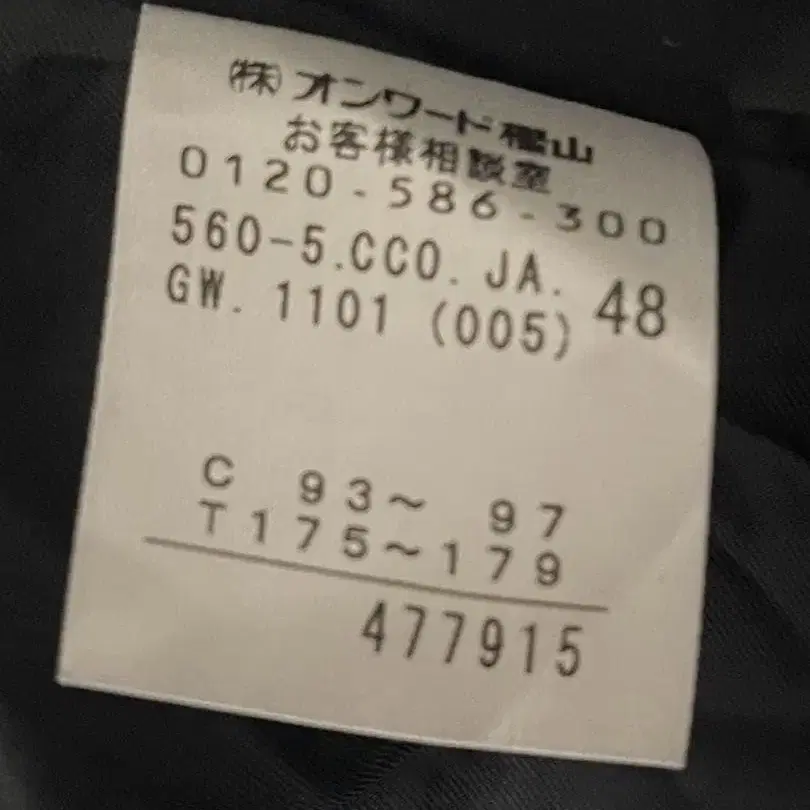 ㈱オンワード樫山
お客様相談室
0120-586-300
560-5.CCO.JA. 48
GW.1101 (005)
C 93～ 97
T175～179
477915